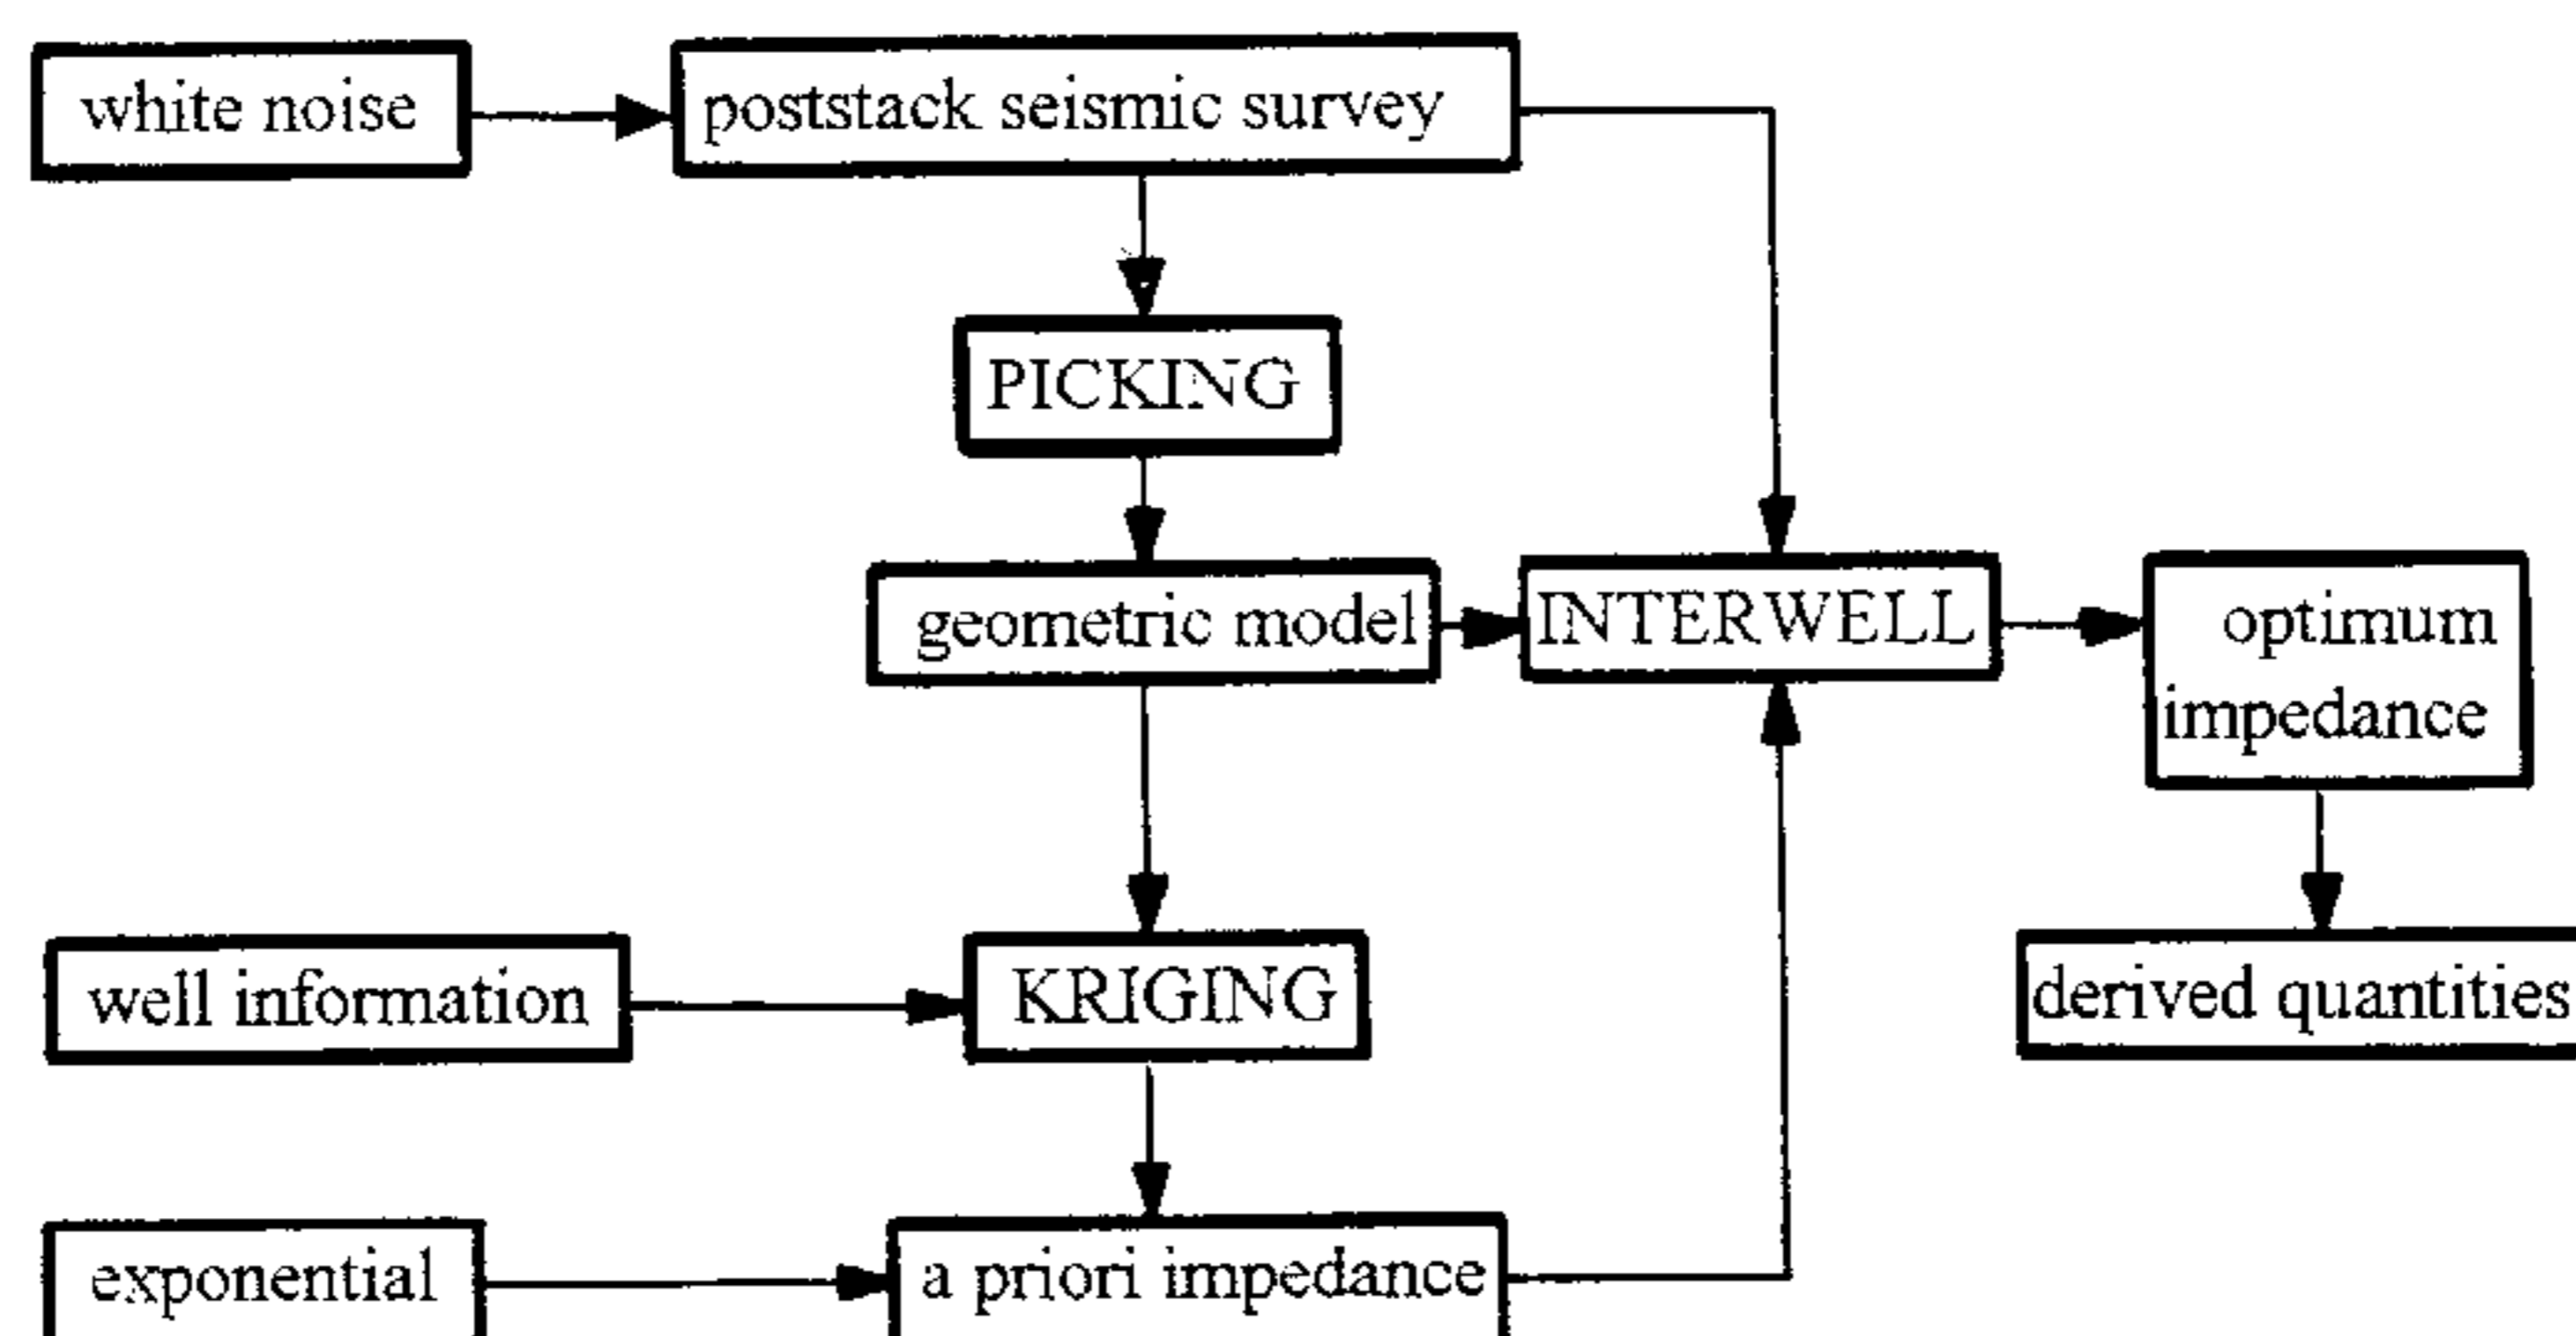 white noise
poststack seismic survey
PICKING
geometric model
INTERWELL
optimum
impedance
well information
KRIGING
derived quantities
exponential
a priori impedance